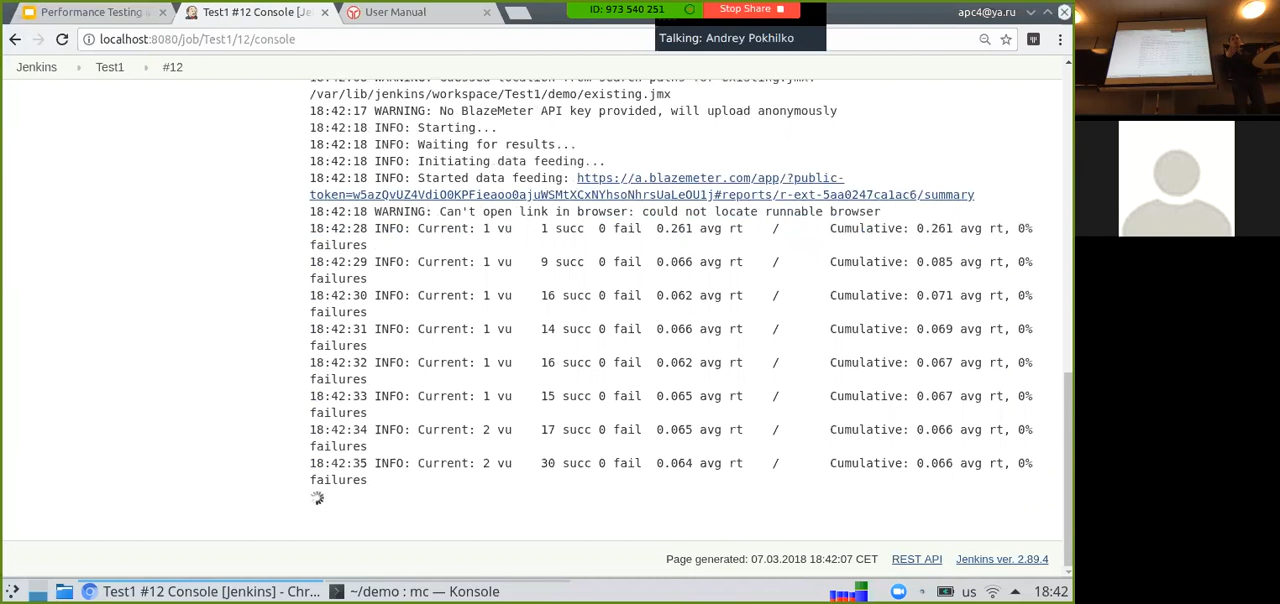 Performance Testing i
Test1 #12 Console [Je
User Manual
ID: 973 540 251
Stop Share
apc4@ya.ru
localhost:8080/job/Test1/12/console
Talking: Andrey Pokhilko
Jenkins
Test1
#12
/var/lib/jenkins/workspace/Test1/demo/existing.jmx
18:42:17 WARNING: No BlazeMeter API key provided, will upload anonymously
18:42:18 INFO: Starting...
18:42:18 INFO: Waiting for results...
18:42:18 INFO: Initiating data feeding...
18:42:18 INFO: Started data feeding: https://a.blazemeter.com/app/?public-
token=w5azQvUZ4VdiO0KPFieaoo0ajuWSMtXCxNYhsoNhrsUaLeOU1j#reports/r-ext-5aa0247ca1ac6/summary
18:42:18 WARNING: Can't open link in browser: could not locate runnable browser
18:42:28 INFO: Current: 1 vu 1 succ 0 fail 0.261 avg rt / Cumulative: 0.261 avg rt, 0%
failures
18:42:29 INFO: Current: 1 vu 9 succ 0 fail 0.066 avg rt / Cumulative: 0.085 avg rt, 0%
failures
18:42:30 INFO: Current: 1 vu 16 succ 0 fail 0.062 avg rt / Cumulative: 0.071 avg rt, 0%
failures
18:42:31 INFO: Current: 1 vu 14 succ 0 fail 0.066 avg rt / Cumulative: 0.069 avg rt, 0%
failures
18:42:32 INFO: Current: 1 vu 16 succ 0 fail 0.062 avg rt / Cumulative: 0.067 avg rt, 0%
failures
18:42:33 INFO: Current: 1 vu 15 succ 0 fail 0.065 avg rt / Cumulative: 0.067 avg rt, 0%
failures
18:42:34 INFO: Current: 2 vu 17 succ 0 fail 0.065 avg rt / Cumulative: 0.066 avg rt, 0%
failures
18:42:35 INFO: Current: 2 vu 30 succ 0 fail 0.064 avg rt / Cumulative: 0.066 avg rt, 0%
failures
Page generated: 07.03.2018 18:42:07 CET REST API Jenkins ver. 2.89.4
Test1 #12 Console [Jenkins] - Chr...
~/demo : mc — Konsole
us
18:42